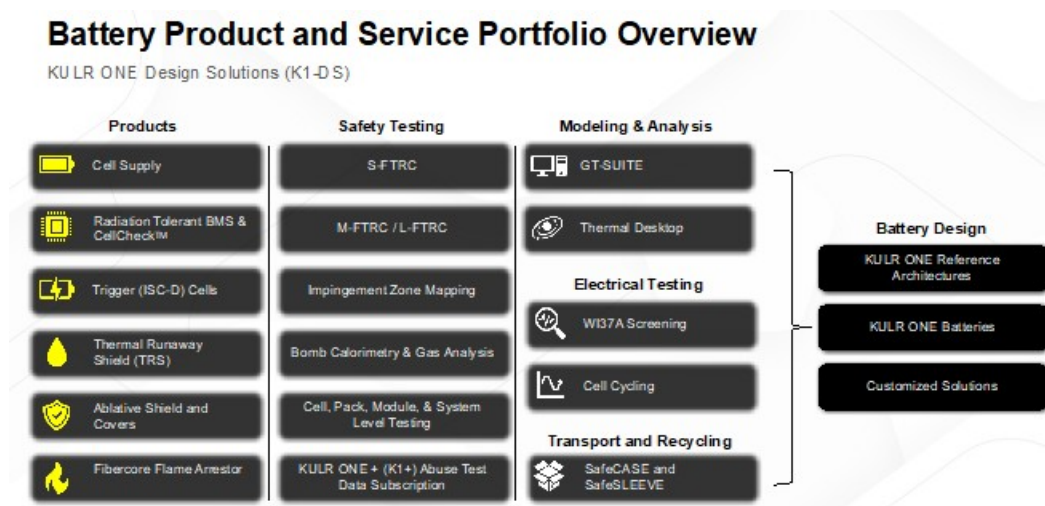 Battery Product and Service Portfolio Overview
KULR ONE Design Solutions (K1-DS)
Products
Cell Supply
Radiation Tolerant BMS &
CellCheck™
Trigger (ISC-D) Cells
Thermal Runaway
Shield (TRS)
Ablative Shield and
Covers
Fibercore Flame Arrestor
Safety Testing
S-FTRC
M-FTRC / L-FTRC
Impingement Zone Mapping
Bomb Calorimetry & Gas Analysis
Cell, Pack, Module, & System
Level Testing
KULR ONE + (K1+) Abuse Test
Data Subscription
Modeling & Analysis
GT-SUITE
Thermal Desktop
Electrical Testing
WI37A Screening
Cell Cycling
Transport and Recycling
SafeCASE and
SafeSLEEVE
Battery Design
KULR ONE Reference
Architectures
KULR ONE Batteries
Customized Solutions